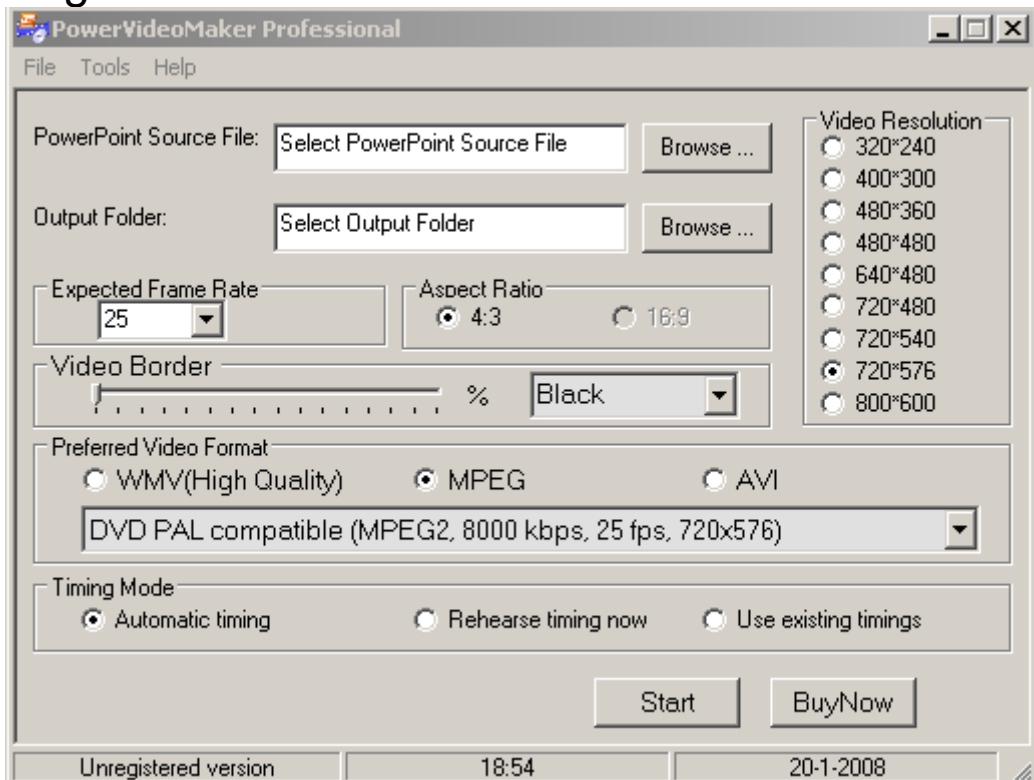 PowerVideoMaker Professional
File Tools Help
PowerPoint Source File: Select PowerPoint Source File Browse ...
Output Folder: Select Output Folder Browse ...
Video Resolution
320*240
400*300
480*360
480*480
640*480
720*480
720*540
720*576
800*600
Expected Frame Rate
25
Aspect Ratio
4:3 16:9
Video Border
% Black
Preferred Video Format
WMV(High Quality) MPEG AVI
DVD PAL compatible (MPEG2, 8000 kbps, 25 fps, 720x576)
Timing Mode
Automatic timing Rehearse timing now Use existing timings
Start BuyNow
Unregistered version 18:54 20-1-2008